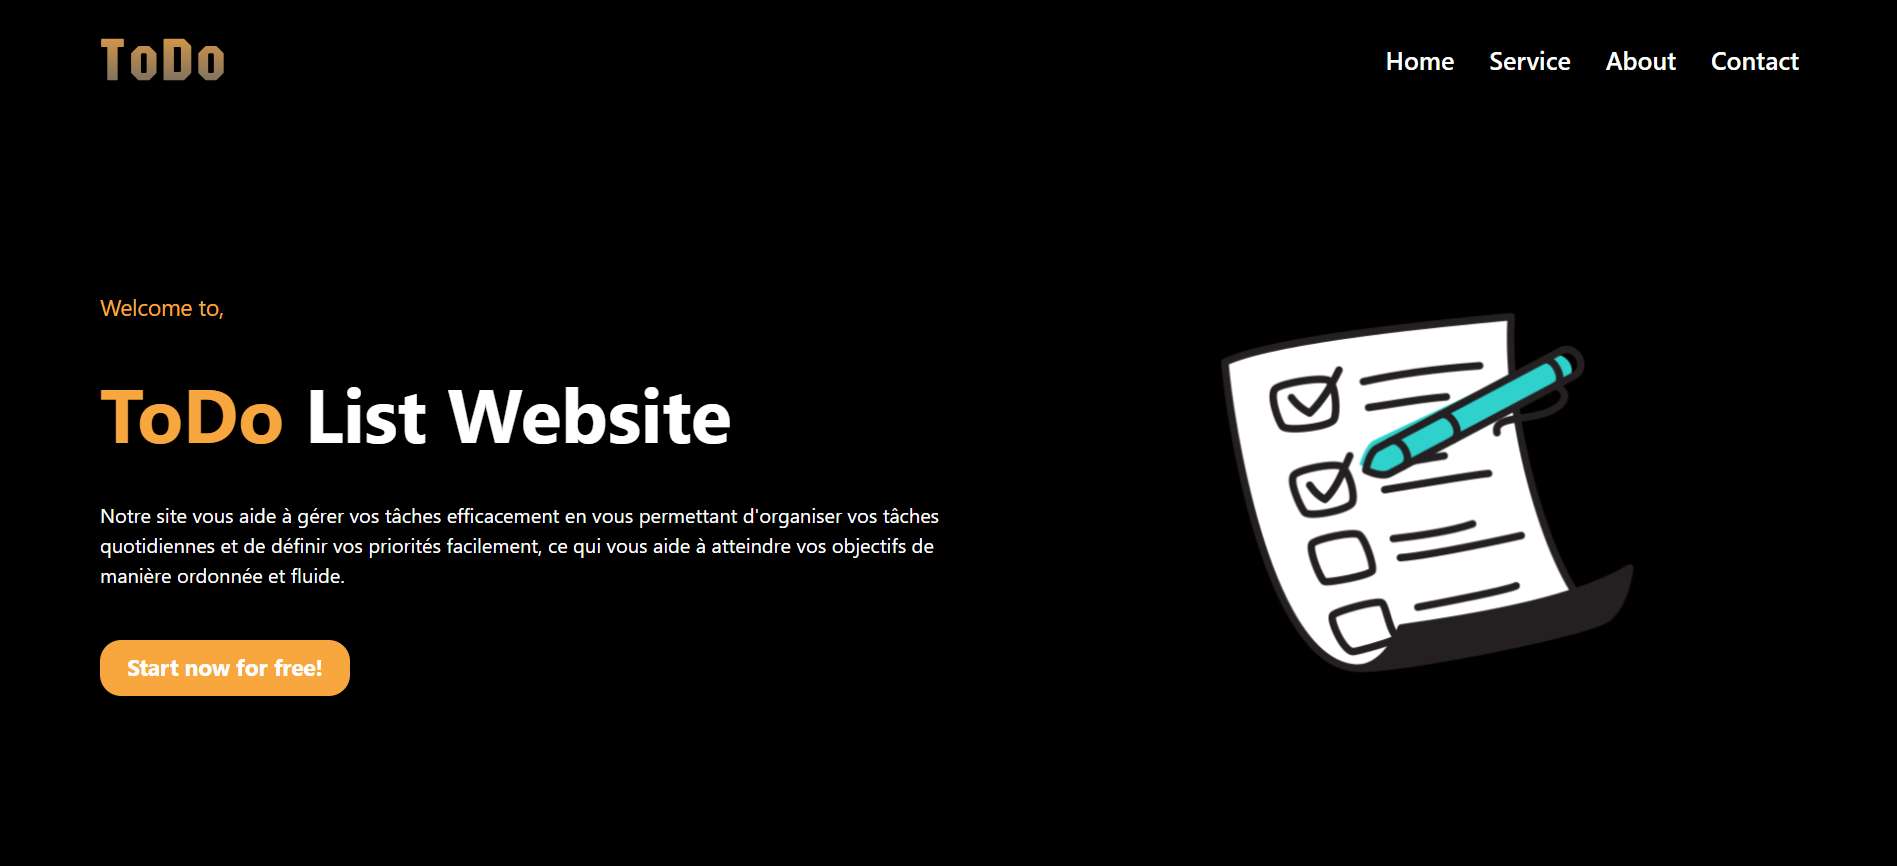 ToDo
Home Service About Contact
Welcome to,
ToDo List Website
Notre site vous aide à gérer vos tâches efficacement en vous permettant d'organiser vos tâches
quotidiennes et de définir vos priorités facilement, ce qui vous aide à atteindre vos objectifs de
manière ordonnée et fluide.
Start now for free!